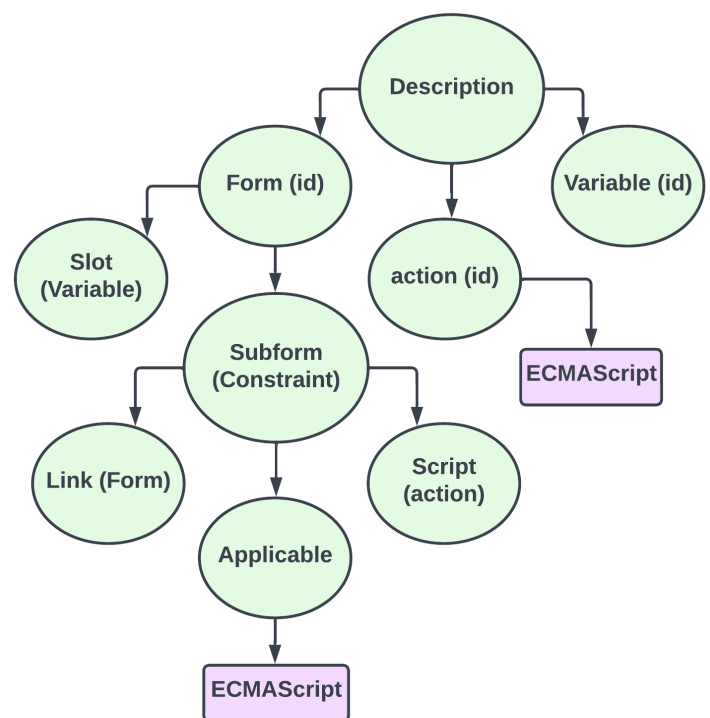 Description
Form (id)
Variable (id)
Slot
(Variable)
action (id)
Subform
(Constraint)
ECMAScript
Link (Form)
Script
(action)
Applicable
ECMAScript